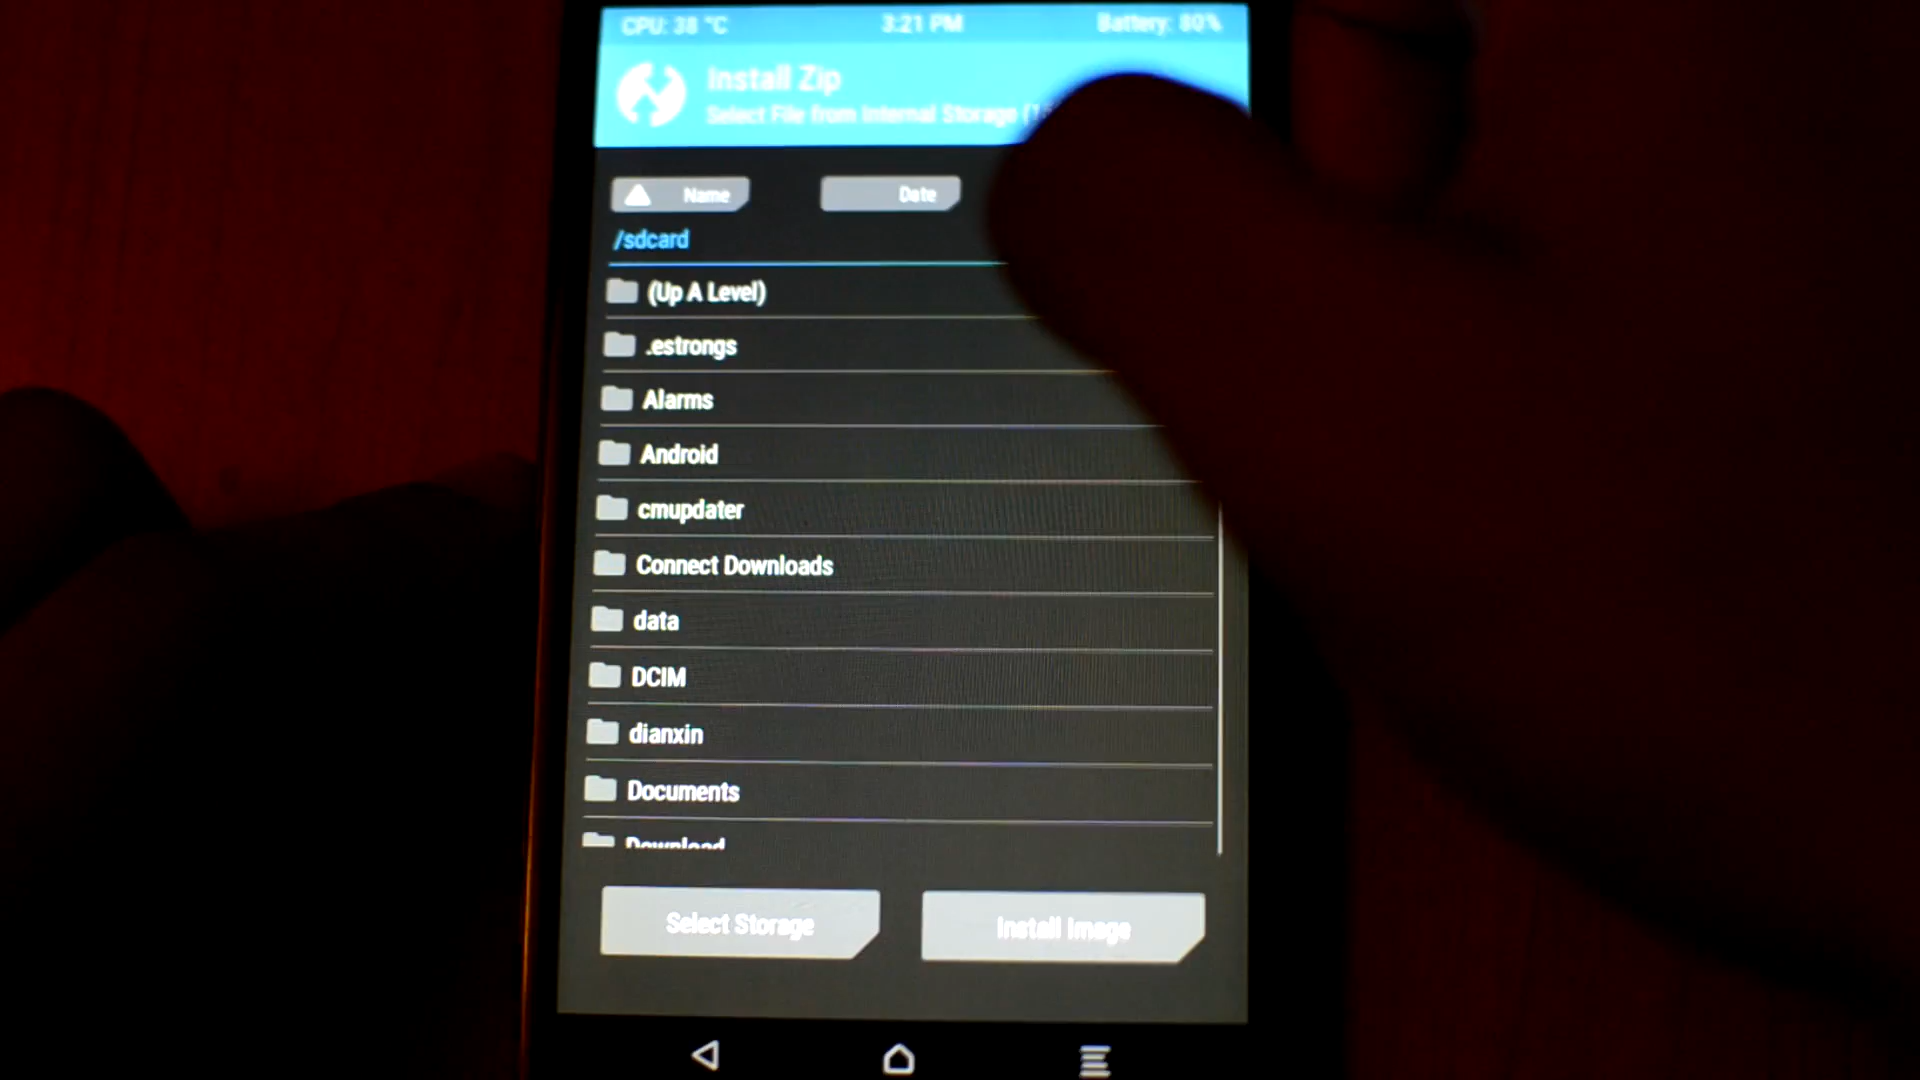 CPU: 38 °C 3:21 PM Battery: 80%
Install Zip
Select File from Internal Storage
Name Date
/sdcard
(Up A Level)
.estrongs
Alarms
Android
cmupdater
Connect Downloads
data
DCIM
dianxin
Documents
Download
Select Storage Install Image